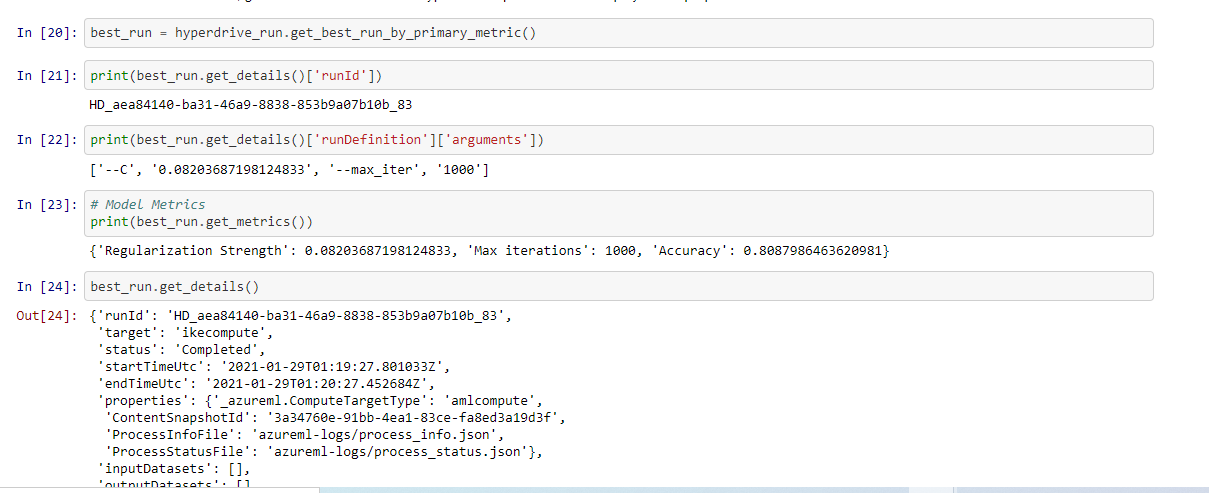 In [20]: best_run = hyperdrive_run.get_best_run_by_primary_metric()
In [21]: print(best_run.get_details()['runId'])
HD_aea84140-ba31-46a9-8838-853b9a07b10b_83
In [22]: print(best_run.get_details()['runDefinition']['arguments'])
['--C', '0.08203687198124833', '--max_iter', '1000']
In [23]: # Model Metrics
print(best_run.get_metrics())
{'Regularization Strength': 0.08203687198124833, 'Max iterations': 1000, 'Accuracy': 0.8087986463620981}
In [24]: best_run.get_details()
Out[24]: {'runId': 'HD_aea84140-ba31-46a9-8838-853b9a07b10b_83',
'target': 'ikecompute',
'status': 'Completed',
'startTimeUtc': '2021-01-29T01:19:27.801033Z',
'endTimeUtc': '2021-01-29T01:20:27.452684Z',
'properties': {'_azureml.ComputeTargetType': 'amlcompute',
'ContentSnapshotId': '3a34760e-91bb-4ea1-83ce-fa8ed3a19d3f',
'ProcessInfoFile': 'azureml-logs/process_info.json',
'ProcessStatusFile': 'azureml-logs/process_status.json'},
'inputDatasets': [],
'outputDatasets': []